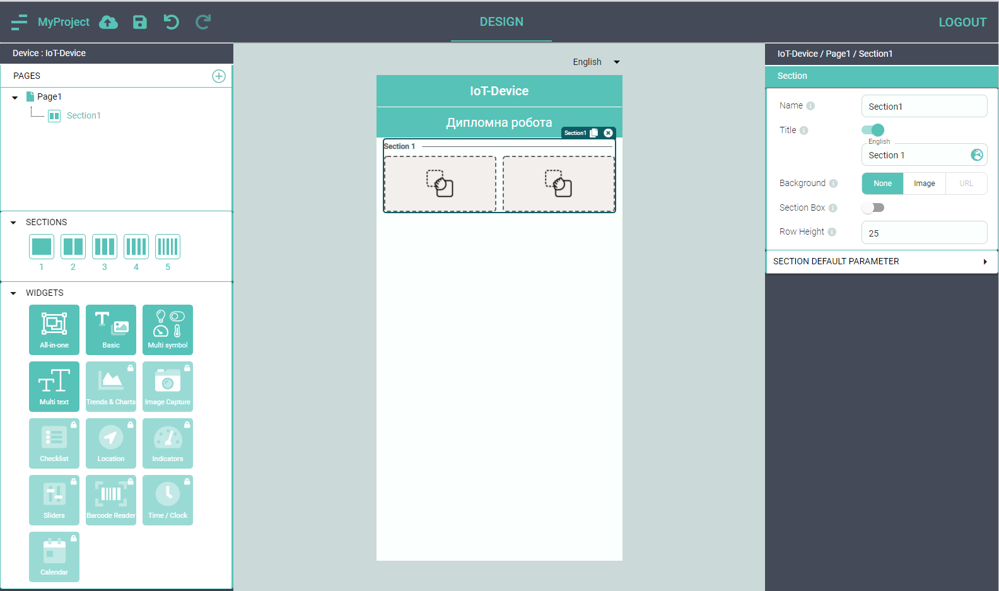 MyProject
DESIGN
LOGOUT
Device : IoT-Device
PAGES
Page1
Section1
SECTIONS
1 2 3 4 5
WIDGETS
All-in-one Basic Multi symbol
Multi text Trends & Charts Image Capture
Checklist Location Indicators
Sliders Barcode Reader Time / Clock
Calendar
English
IoT-Device
Дипломна робота
Section1
Section 1
IoT-Device / Page1 / Section1
Section
Name Section1
Title
English
Section 1
Background None Image URL
Section Box
Row Height 25
SECTION DEFAULT PARAMETER